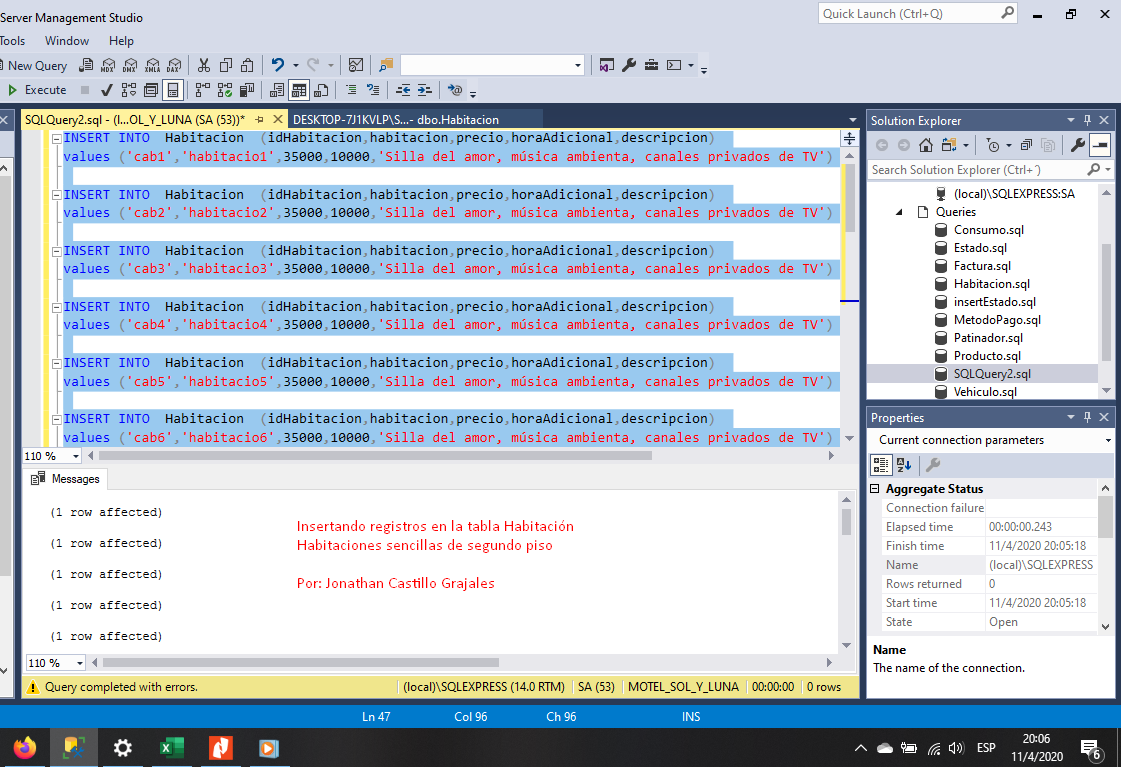 Server Management Studio
Quick Launch (Ctrl+Q)
Tools Window Help
New Query
MDX DMX XMLA DAX
Execute
SQLQuery2.sql - (l...OL_Y_LUNA (SA (53))* DESKTOP-7J1KVLP\S...- dbo.Habitacion
INSERT INTO Habitacion (idHabitacion,habitacion,precio,horaAdicional,descripcion)
values ('cab1','habitacio1',35000,10000,'Silla del amor, música ambienta, canales privados de TV')
INSERT INTO Habitacion (idHabitacion,habitacion,precio,horaAdicional,descripcion)
values ('cab2','habitacio2',35000,10000,'Silla del amor, música ambienta, canales privados de TV')
INSERT INTO Habitacion (idHabitacion,habitacion,precio,horaAdicional,descripcion)
values ('cab3','habitacio3',35000,10000,'Silla del amor, música ambienta, canales privados de TV')
INSERT INTO Habitacion (idHabitacion,habitacion,precio,horaAdicional,descripcion)
values ('cab4','habitacio4',35000,10000,'Silla del amor, música ambienta, canales privados de TV')
INSERT INTO Habitacion (idHabitacion,habitacion,precio,horaAdicional,descripcion)
values ('cab5','habitacio5',35000,10000,'Silla del amor, música ambienta, canales privados de TV')
INSERT INTO Habitacion (idHabitacion,habitacion,precio,horaAdicional,descripcion)
values ('cab6','habitacio6',35000,10000,'Silla del amor, música ambienta, canales privados de TV')
110 %
Messages
(1 row affected)
(1 row affected)
(1 row affected)
(1 row affected)
(1 row affected)
Insertando registros en la tabla Habitación
Habitaciones sencillas de segundo piso
Por: Jonathan Castillo Grajales
110 %
Query completed with errors. (local)\SQLEXPRESS (14.0 RTM) SA (53) MOTEL_SOL_Y_LUNA 00:00:00 0 rows
Solution Explorer
Search Solution Explorer (Ctrl+´)
(local)\SQLEXPRESS:SA
Queries
Consumo.sql
Estado.sql
Factura.sql
Habitacion.sql
insertEstado.sql
MetodoPago.sql
Patinador.sql
Producto.sql
SQLQuery2.sql
Vehiculo.sql
Properties
Current connection parameters
Aggregate Status
Connection failure
Elapsed time 00:00:00.243
Finish time 11/4/2020 20:05:18
Name (local)\SQLEXPRESS
Rows returned 0
Start time 11/4/2020 20:05:18
State Open
Name
The name of the connection.
Ln 47 Col 96 Ch 96 INS
ESP
20:06
11/4/2020
6